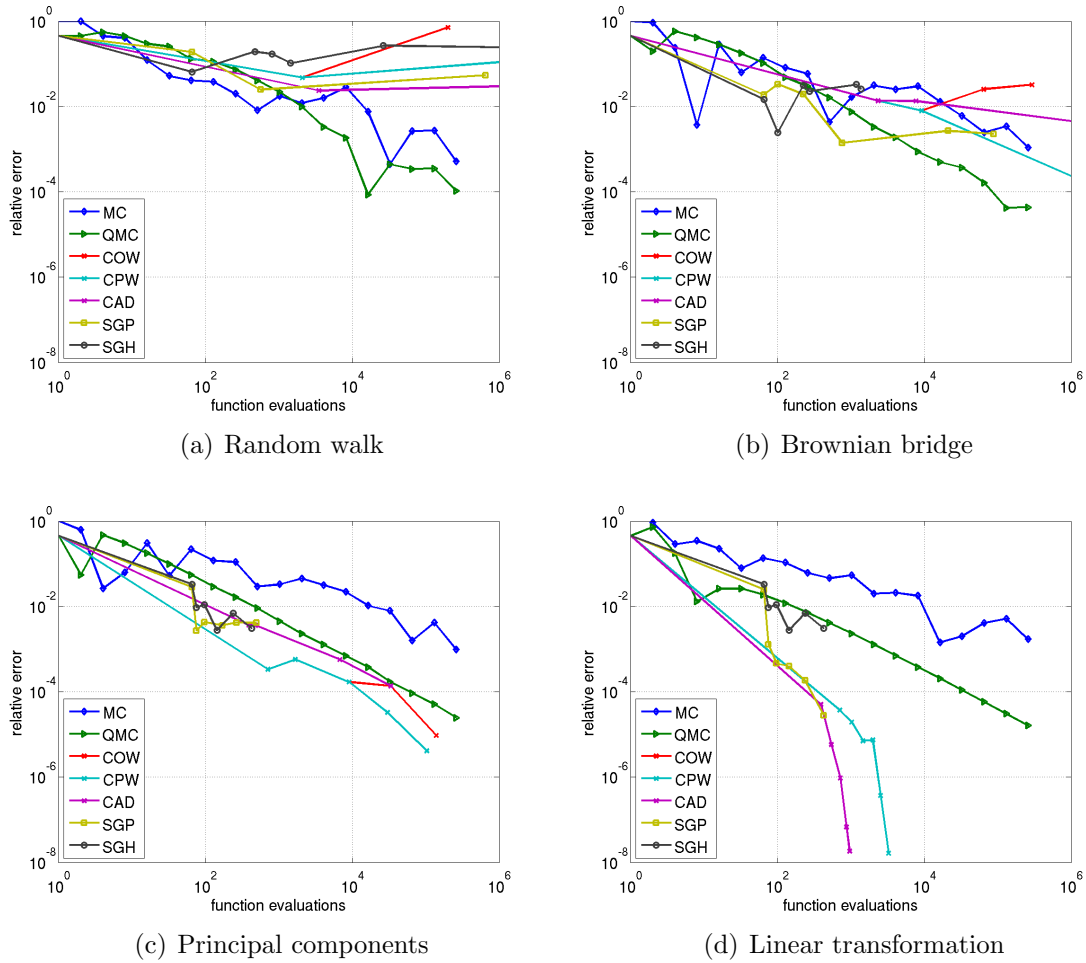 10^0
10^-2
10^-4
10^-6
10^-8
relative error
MC
QMC
COW
CPW
CAD
SGP
SGH
10^0 10^2 10^4 10^6
function evaluations
(a) Random walk
10^0
10^-2
10^-4
10^-6
10^-8
relative error
MC
QMC
COW
CPW
CAD
SGP
SGH
10^0 10^2 10^4 10^6
function evaluations
(b) Brownian bridge
10^0
10^-2
10^-4
10^-6
10^-8
relative error
MC
QMC
COW
CPW
CAD
SGP
SGH
10^0 10^2 10^4 10^6
function evaluations
(c) Principal components
10^0
10^-2
10^-4
10^-6
10^-8
relative error
MC
QMC
COW
CPW
CAD
SGP
SGH
10^0 10^2 10^4 10^6
function evaluations
(d) Linear transformation